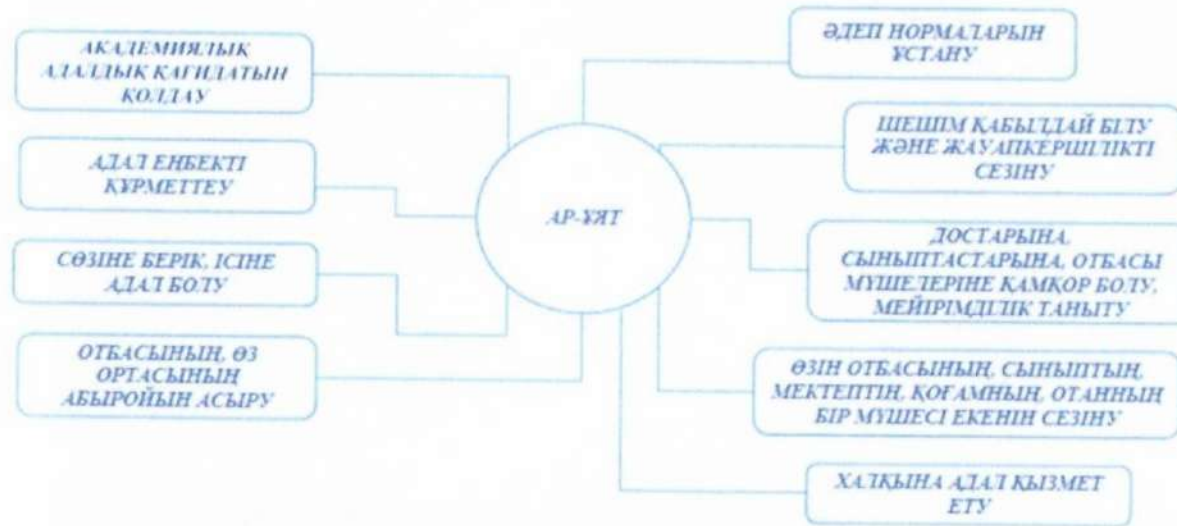 АКАДЕМИЯЛЫҚ
АДАЛДЫҚ ҚАҒИДАТЫН
ҚОЛДАУ
АДАЛ ЕҢБЕКТІ
ҚҰРМЕТТЕУ
СӨЗІНЕ БЕРІК, ІСІНЕ
АДАЛ БОЛУ
ОТБАСЫНЫҢ, ӨЗ
ОРТАСЫНЫҢ
АБЫРОЙЫН АСЫРУ
АР-ҰЯТ
ӘДЕП НОРМАЛАРЫН
ҰСТАНУ
ШЕШІМ ҚАБЫЛДАЙ БІЛУ
ЖӘНЕ ЖАУАПКЕРШІЛІКТІ
СЕЗІНУ
ДОСТАРЫНА,
СЫНЫПТАСТАРЫНА, ОТБАСЫ
МҮШЕЛЕРІНЕ ҚАМҚОР БОЛУ,
МЕЙІРІМДІЛІК ТАНЫТУ
ӨЗІН ОТБАСЫНЫҢ, СЫНЫПТЫҢ,
МЕКТЕПТІҢ, ҚОҒАМНЫҢ, ОТАННЫҢ
БІР МҮШЕСІ ЕКЕНІН СЕЗІНУ
ХАЛҚЫНА АДАЛ ҚЫЗМЕТ
ЕТУ